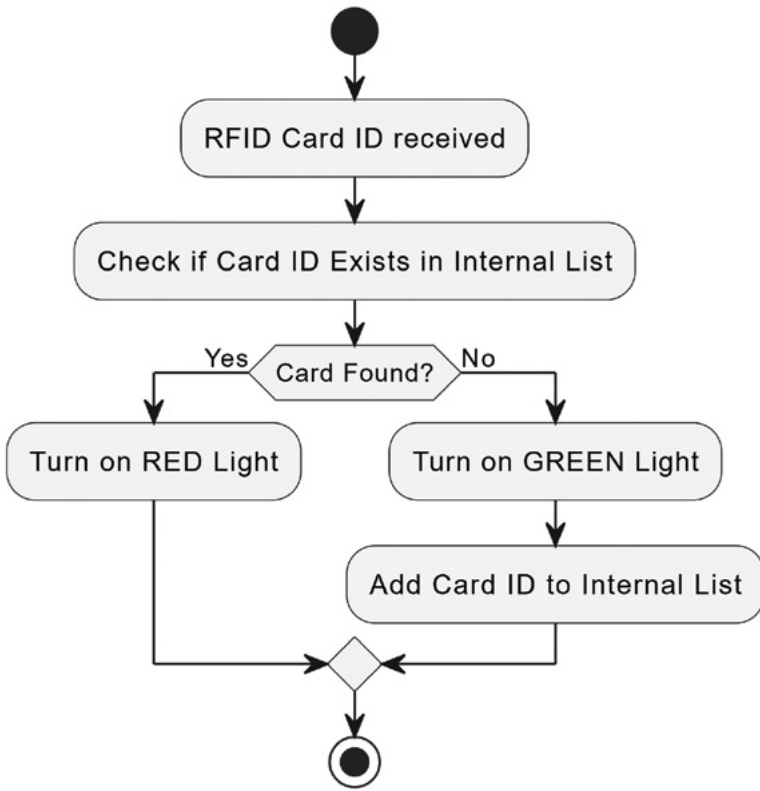 RFID Card ID received
Check if Card ID Exists in Internal List
Yes
Card Found?
No
Turn on RED Light
Turn on GREEN Light
Add Card ID to Internal List